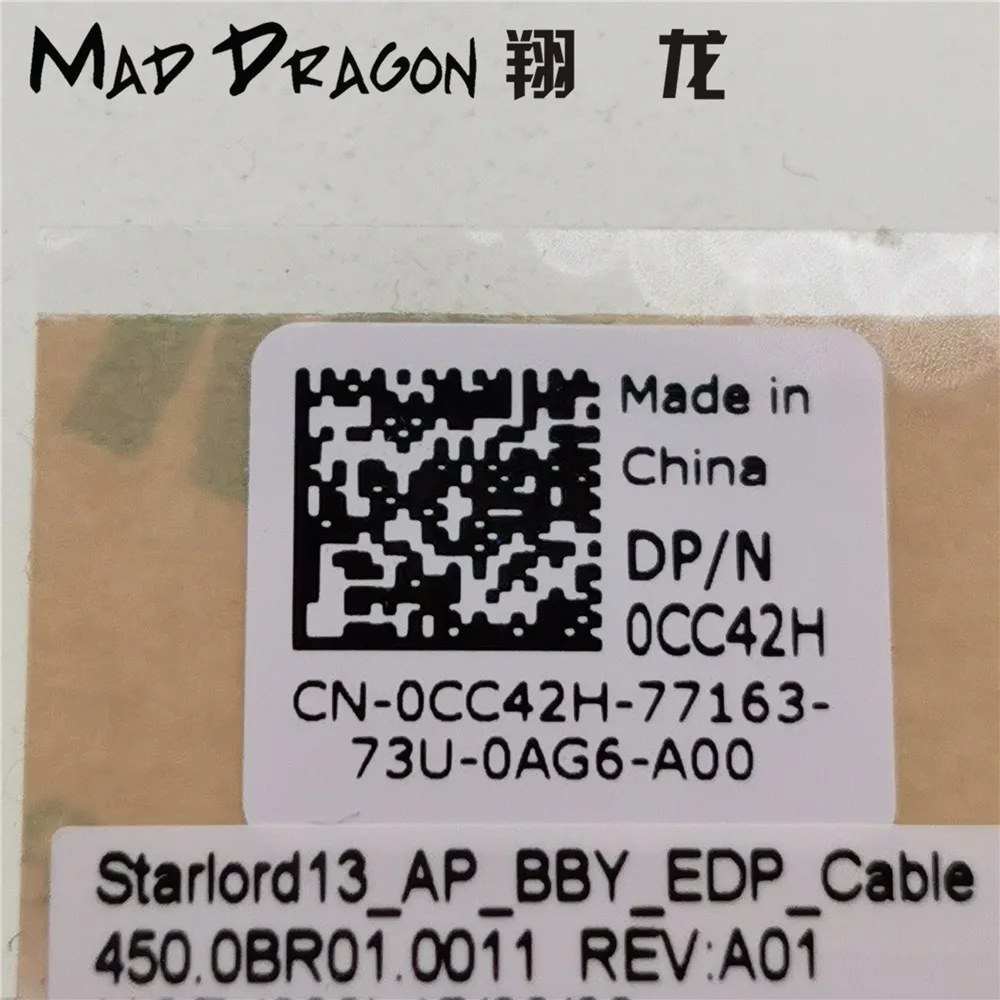 MAD DRAGON 翔 龙
Made in
China
DP/N
0CC42H
CN-0CC42H-77163-
73U-0AG6-A00
Starlord13_AP_BBY_EDP_Cable
450.0BR01.0011 REV:A01